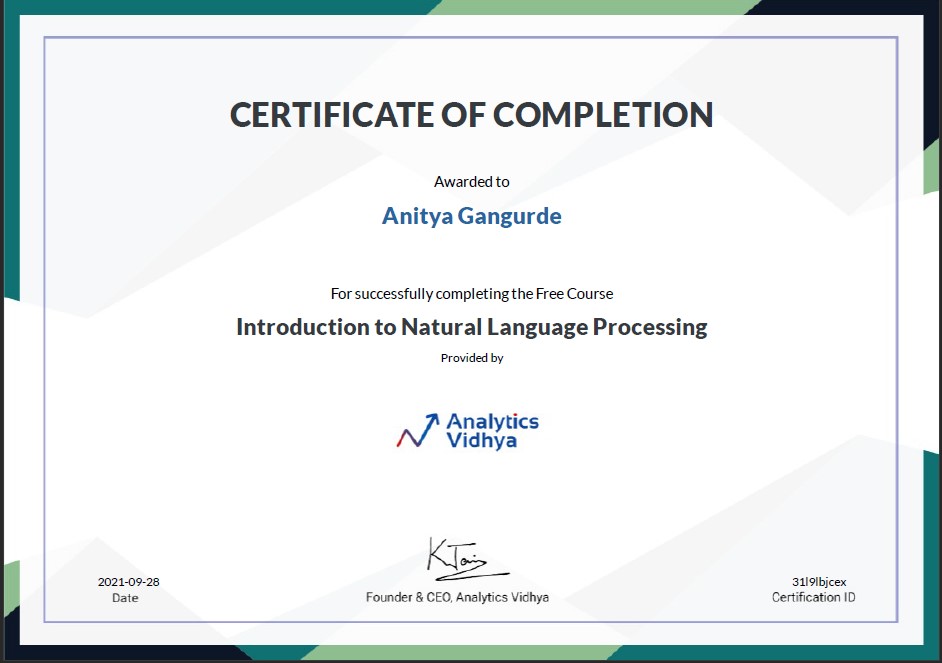 CERTIFICATE OF COMPLETION
Awarded to
Anitya Gangurde
For successfully completing the Free Course
Introduction to Natural Language Processing
Provided by
Analytics
Vidhya
KJain
2021-09-28
Date
Founder & CEO, Analytics Vidhya
31l9lbjcex
Certification ID